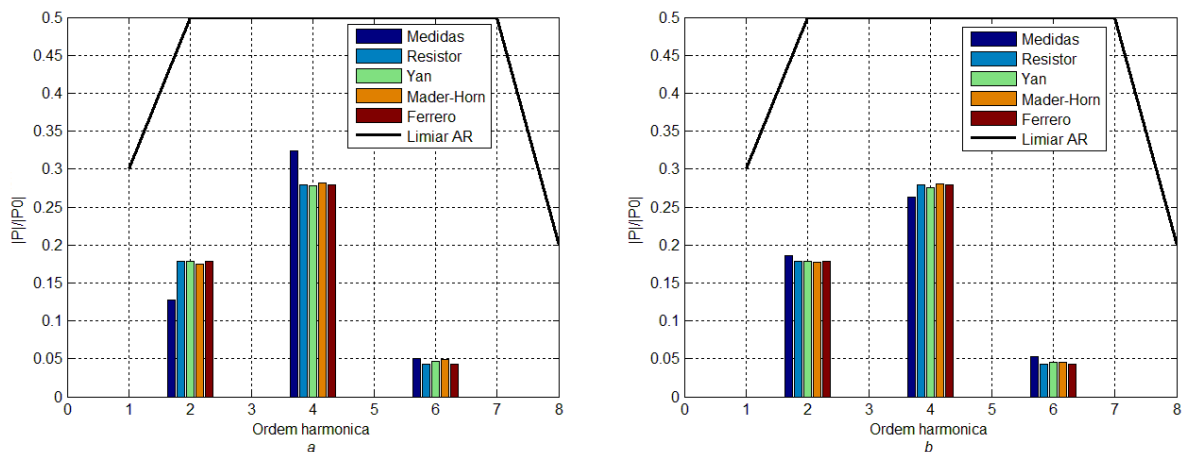 0.5
0.45
0.4
0.35
0.3
0.25
0.2
0.15
0.1
0.05
0
|P|/|P0|
Medidas
Resistor
Yan
Mader-Horn
Ferrero
Limiar AR
0 1 2 3 4 5 6 7 8
Ordem harmonica
a
0.5
0.45
0.4
0.35
0.3
0.25
0.2
0.15
0.1
0.05
0
|P|/|P0|
Medidas
Resistor
Yan
Mader-Horn
Ferrero
Limiar AR
0 1 2 3 4 5 6 7 8
Ordem harmonica
b